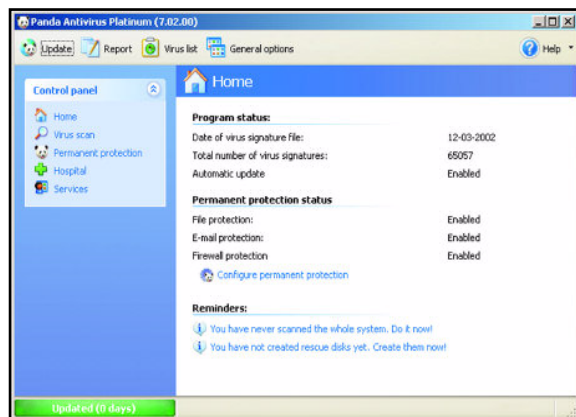 Panda Antivirus Platinum (7.02.00)
Update Report Virus list General options Help
Control panel
Home
Virus scan
Permanent protection
Hospital
Services
Home
Program status:
Date of virus signature file: 12-03-2002
Total number of virus signatures: 65057
Automatic update Enabled
Permanent protection status
File protection: Enabled
E-mail protection: Enabled
Firewall protection Enabled
Configure permanent protection
Reminders:
You have never scanned the whole system. Do it now!
You have not created rescue disks yet. Create them now!
Updated (0 days)